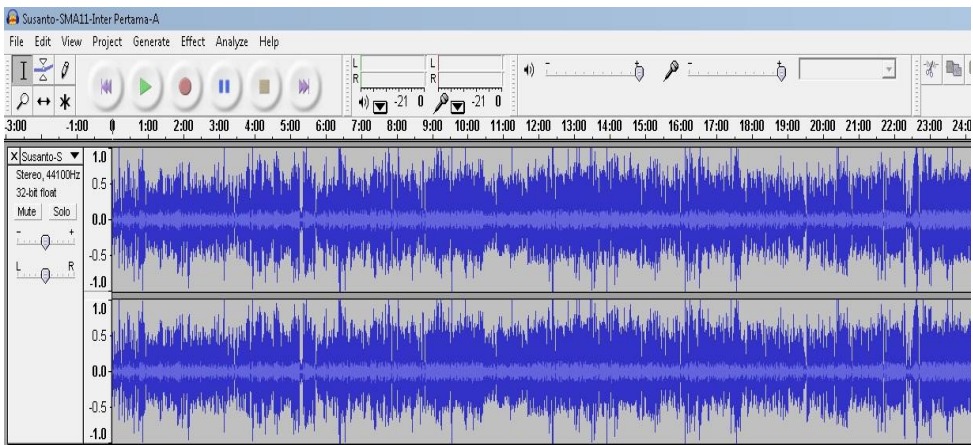 Susanto-SMA11-Inter Pertama-A
File Edit View Project Generate Effect Analyze Help
L L
R R
-21 0 -21 0
- + - +
-3:00 -1:00 0 1:00 2:00 3:00 4:00 5:00 6:00 7:00 8:00 9:00 10:00 11:00 12:00 13:00 14:00 15:00 16:00 17:00 18:00 19:00 20:00 21:00 22:00 23:00 24:0
X Susanto-S 1.0
Stereo, 44100Hz
32-bit float 0.5
Mute Solo
0.0
- +
-0.5
L R
-1.0
1.0
0.5
0.0
-0.5
-1.0